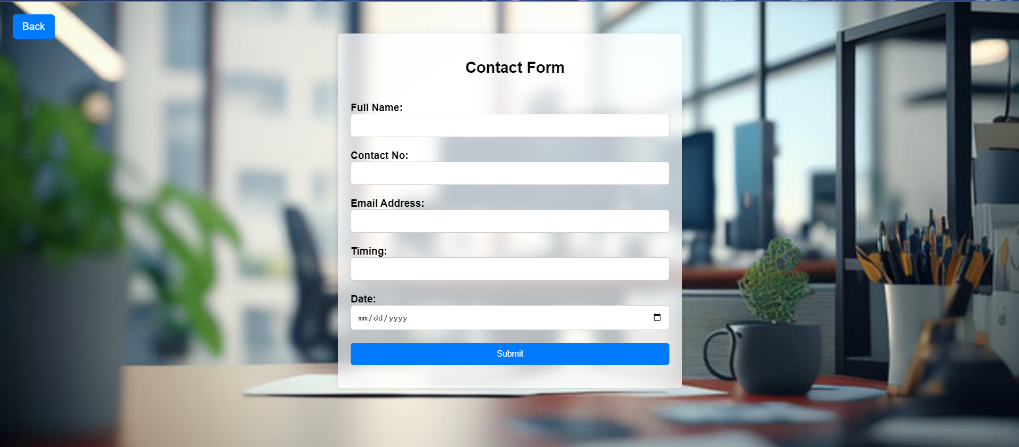 Back
Contact Form
Full Name:
Contact No:
Email Address:
Timing:
Date:
mm/dd/yyyy
Submit